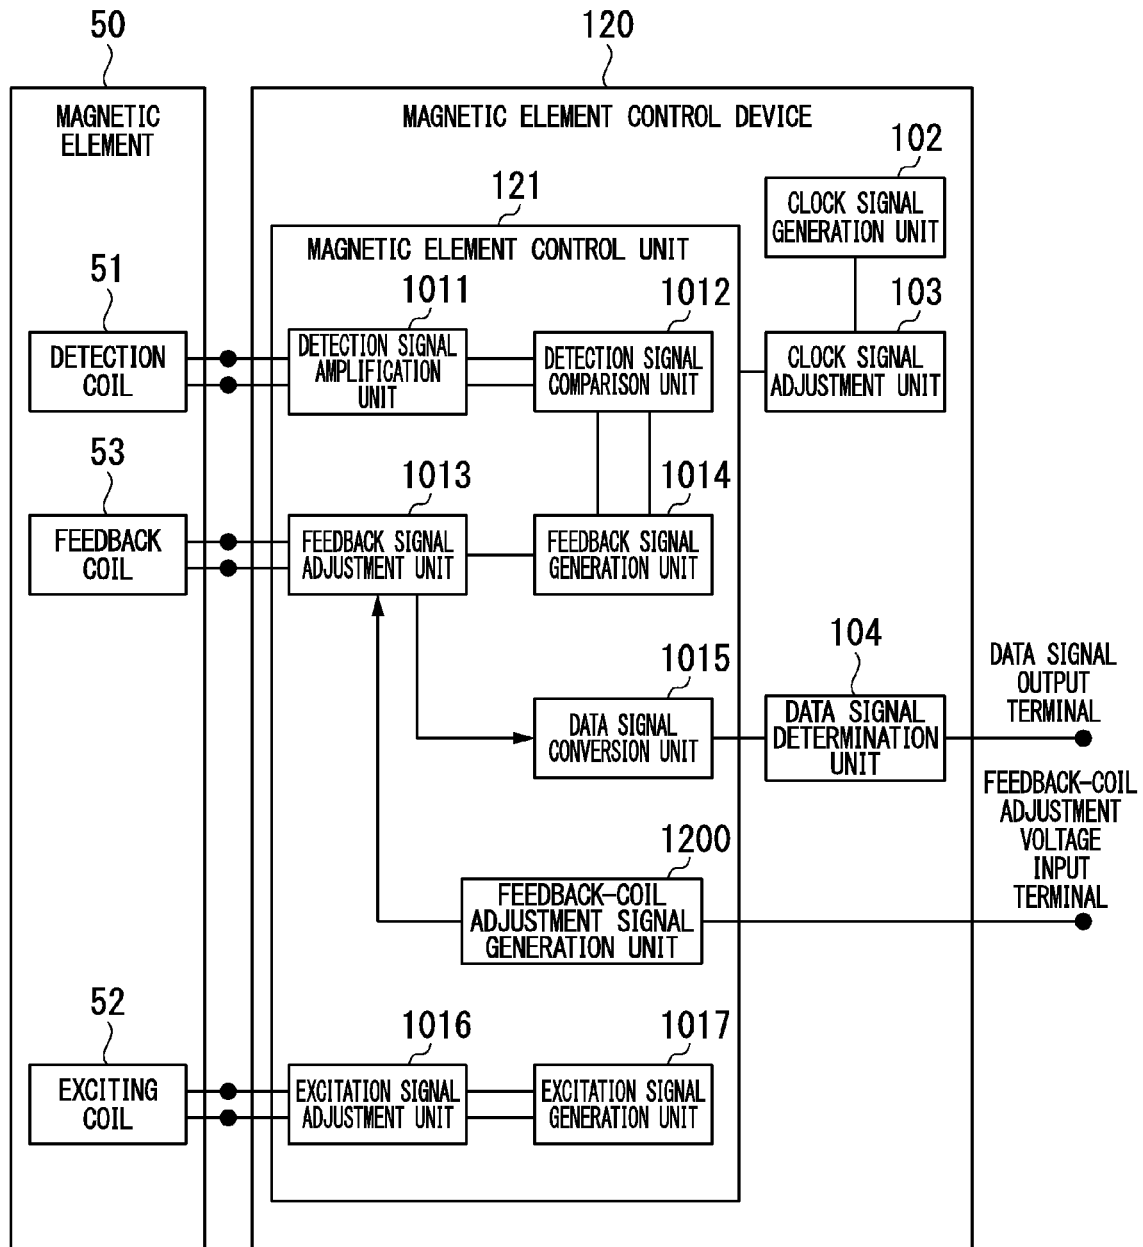 50
120
MAGNETIC
ELEMENT
MAGNETIC ELEMENT CONTROL DEVICE
102
CLOCK SIGNAL
GENERATION UNIT
121
MAGNETIC ELEMENT CONTROL UNIT
51
DETECTION
COIL
1011
DETECTION SIGNAL
AMPLIFICATION
UNIT
1012
DETECTION SIGNAL
COMPARISON UNIT
103
CLOCK SIGNAL
ADJUSTMENT UNIT
53
FEEDBACK
COIL
1013
FEEDBACK SIGNAL
ADJUSTMENT UNIT
1014
FEEDBACK SIGNAL
GENERATION UNIT
1015
DATA SIGNAL
CONVERSION UNIT
104
DATA SIGNAL
DETERMINATION
UNIT
DATA SIGNAL
OUTPUT
TERMINAL
1200
FEEDBACK-COIL
ADJUSTMENT SIGNAL
GENERATION UNIT
FEEDBACK-COIL
ADJUSTMENT
VOLTAGE
INPUT
TERMINAL
52
EXCITING
COIL
1016
EXCITATION SIGNAL
ADJUSTMENT UNIT
1017
EXCITATION SIGNAL
GENERATION UNIT